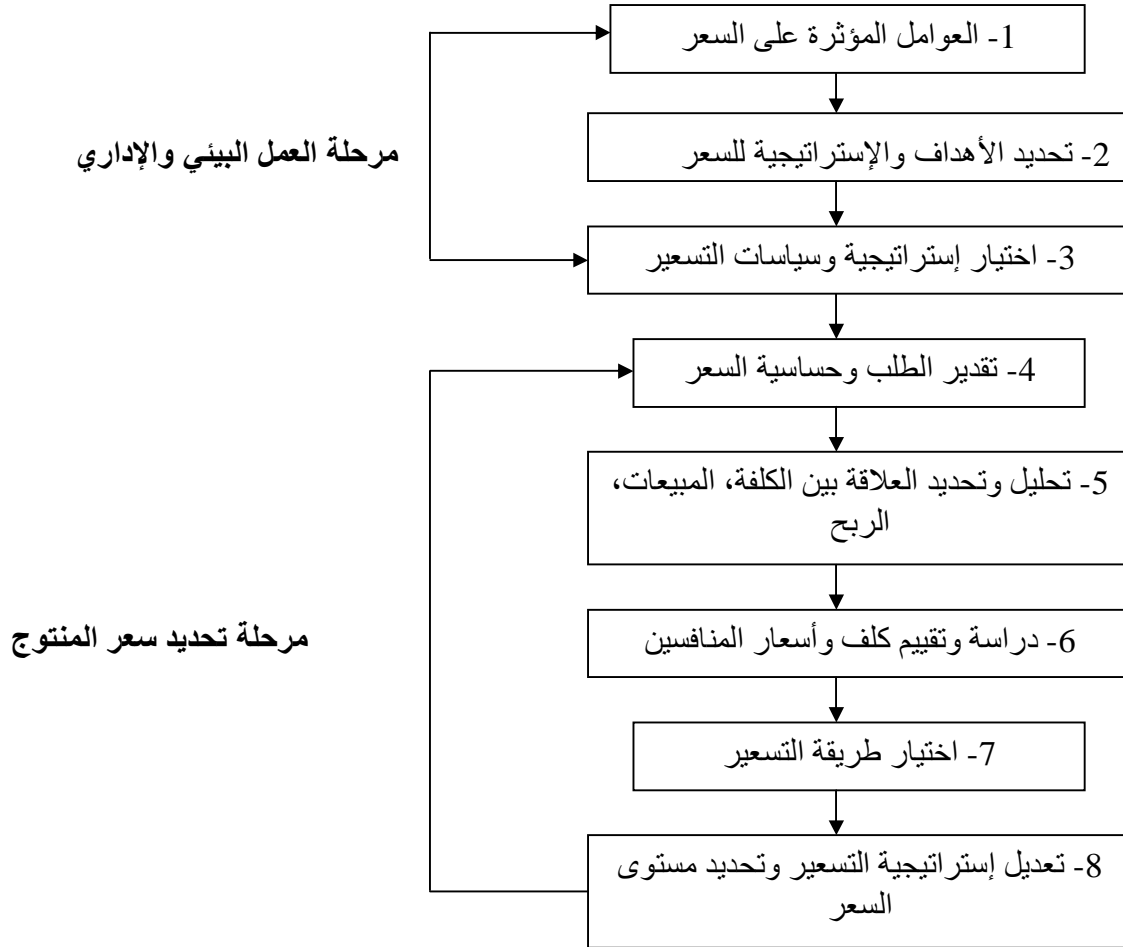 1- العوامل المؤثرة على السعر
2- تحديد الأهداف والإستراتيجية للسعر
مرحلة العمل البيئي والإداري
3- اختيار إستراتيجية وسياسات التسعير
4- تقدير الطلب وحساسية السعر
5- تحليل وتحديد العلاقة بين الكلفة، المبيعات،
الربح
6- دراسة وتقييم كلف وأسعار المنافسين
مرحلة تحديد سعر المنتوج
7- اختيار طريقة التسعير
8- تعديل إستراتيجية التسعير وتحديد مستوى
السعر